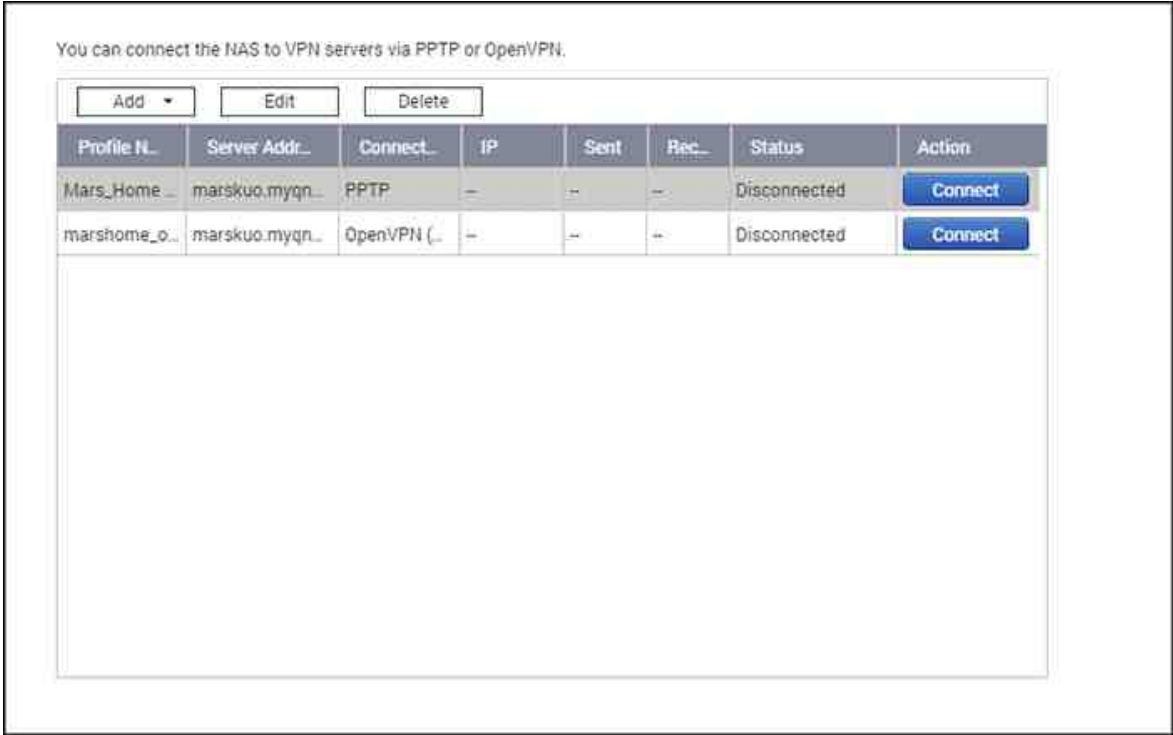 You can connect the NAS to VPN servers via PPTP or OpenVPN.
Add Edit Delete
Profile N... Server Addr... Connect... IP Sent Rec... Status Action
Mars_Home ... marskuo.myqn... PPTP -- -- -- Disconnected Connect
marshome_o... marskuo.myqn... OpenVPN (... -- -- -- Disconnected Connect